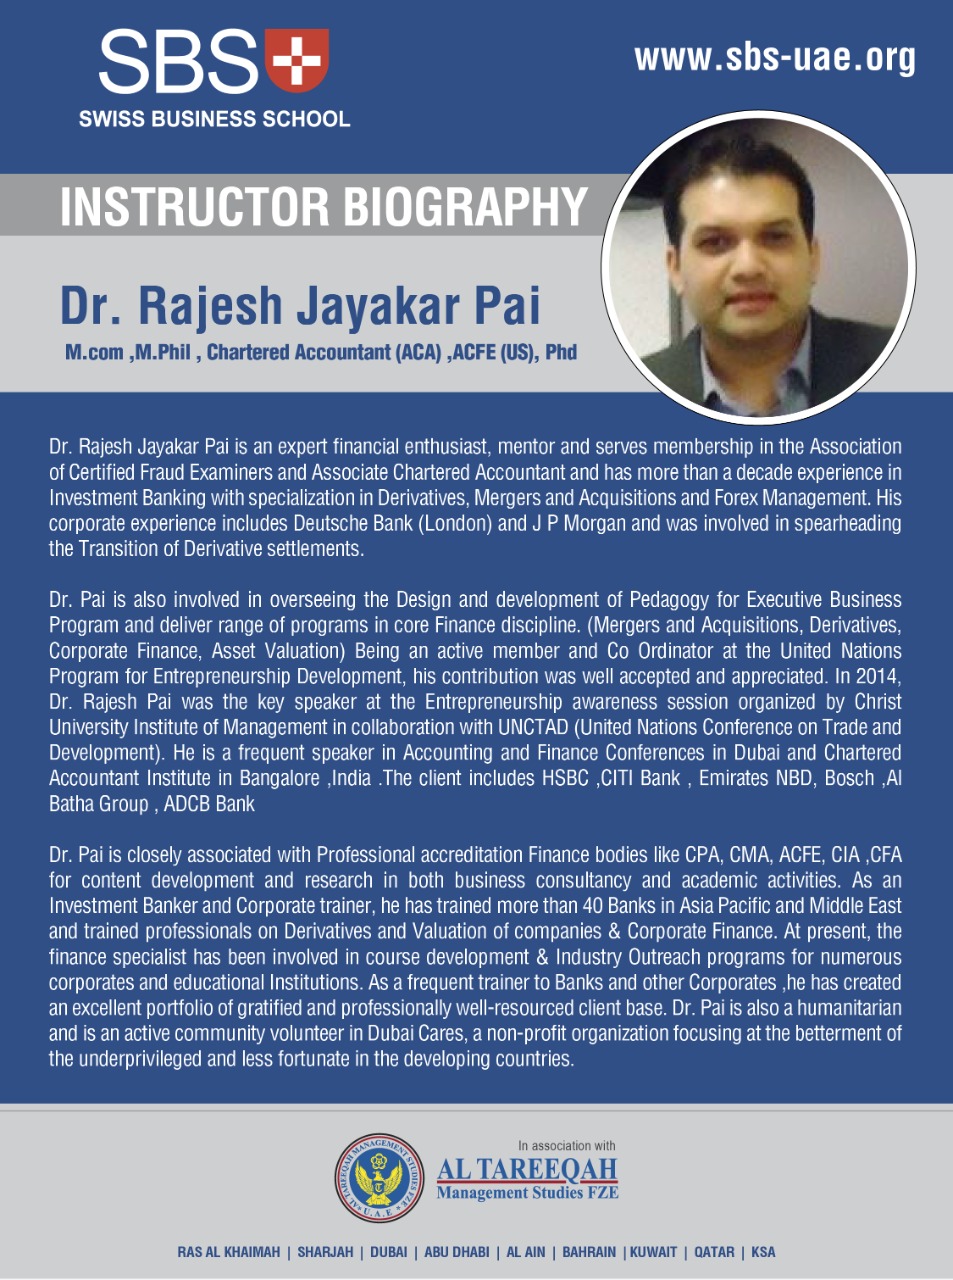 SBS
SWISS BUSINESS SCHOOL
www.sbs-uae.org
INSTRUCTOR BIOGRAPHY
Dr. Rajesh Jayakar Pai
M.com ,M.Phil , Chartered Accountant (ACA) ,ACFE (US), Phd
Dr. Rajesh Jayakar Pai is an expert financial enthusiast, mentor and serves membership in the Association
of Certified Fraud Examiners and Associate Chartered Accountant and has more than a decade experience in
Investment Banking with specialization in Derivatives, Mergers and Acquisitions and Forex Management. His
corporate experience includes Deutsche Bank (London) and J P Morgan and was involved in spearheading
the Transition of Derivative settlements.
Dr. Pai is also involved in overseeing the Design and development of Pedagogy for Executive Business
Program and deliver range of programs in core Finance discipline. (Mergers and Acquisitions, Derivatives,
Corporate Finance, Asset Valuation) Being an active member and Co Ordinator at the United Nations
Program for Entrepreneurship Development, his contribution was well accepted and appreciated. In 2014,
Dr. Rajesh Pai was the key speaker at the Entrepreneurship awareness session organized by Christ
University Institute of Management in collaboration with UNCTAD (United Nations Conference on Trade and
Development). He is a frequent speaker in Accounting and Finance Conferences in Dubai and Chartered
Accountant Institute in Bangalore ,India .The client includes HSBC ,CITI Bank , Emirates NBD, Bosch ,Al
Batha Group , ADCB Bank
Dr. Pai is closely associated with Professional accreditation Finance bodies like CPA, CMA, ACFE, CIA ,CFA
for content development and research in both business consultancy and academic activities. As an
Investment Banker and Corporate trainer, he has trained more than 40 Banks in Asia Pacific and Middle East
and trained professionals on Derivatives and Valuation of companies & Corporate Finance. At present, the
finance specialist has been involved in course development & Industry Outreach programs for numerous
corporates and educational Institutions. As a frequent trainer to Banks and other Corporates ,he has created
an excellent portfolio of gratified and professionally well-resourced client base. Dr. Pai is also a humanitarian
and is an active community volunteer in Dubai Cares, a non-profit organization focusing at the betterment of
the underprivileged and less fortunate in the developing countries.
AL TAREEQAH MANAGEMENT STUDIES FZE
U.A.E
In association with
AL TAREEQAH
Management Studies FZE
RAS AL KHAIMAH | SHARJAH | DUBAI | ABU DHABI | AL AIN | BAHRAIN | KUWAIT | QATAR | KSA